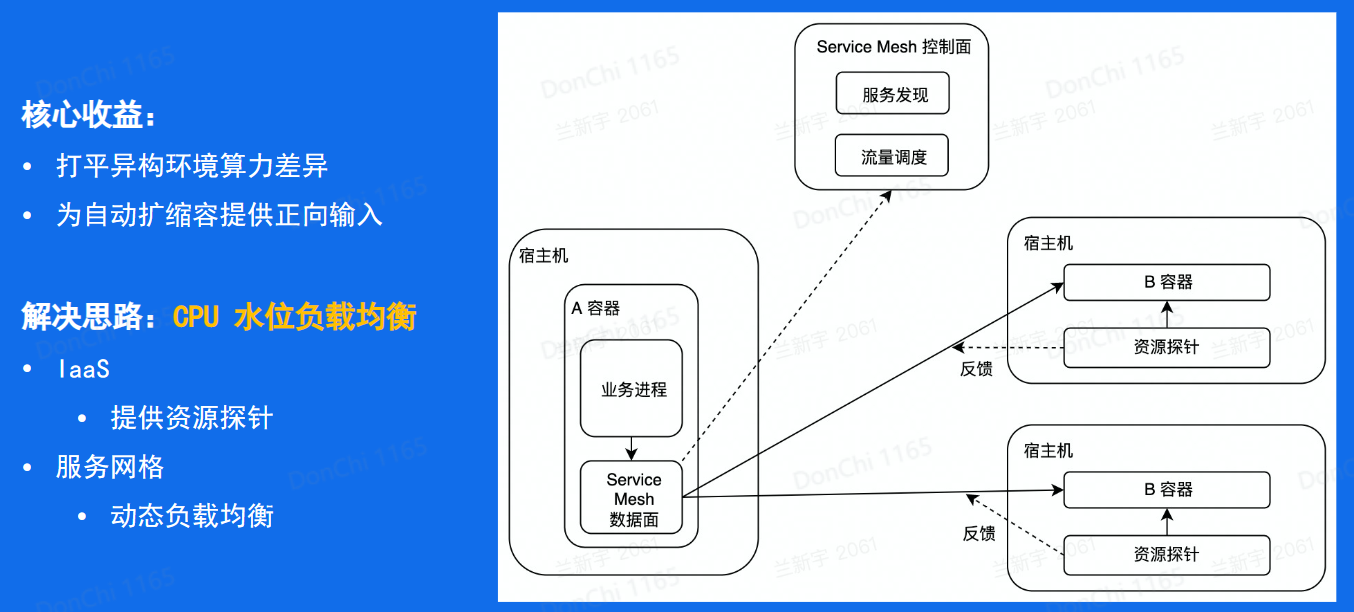 核心收益：
• 打平异构环境算力差异
• 为自动扩缩容提供正向输入
解决思路：CPU 水位负载均衡
• IaaS
• 提供资源探针
• 服务网格
• 动态负载均衡
Service Mesh 控制面
服务发现
流量调度
宿主机
A 容器
业务进程
Service
Mesh
数据面
宿主机
B 容器
资源探针
反馈
宿主机
B 容器
资源探针
反馈
DonChi 1165
兰新宇 2061